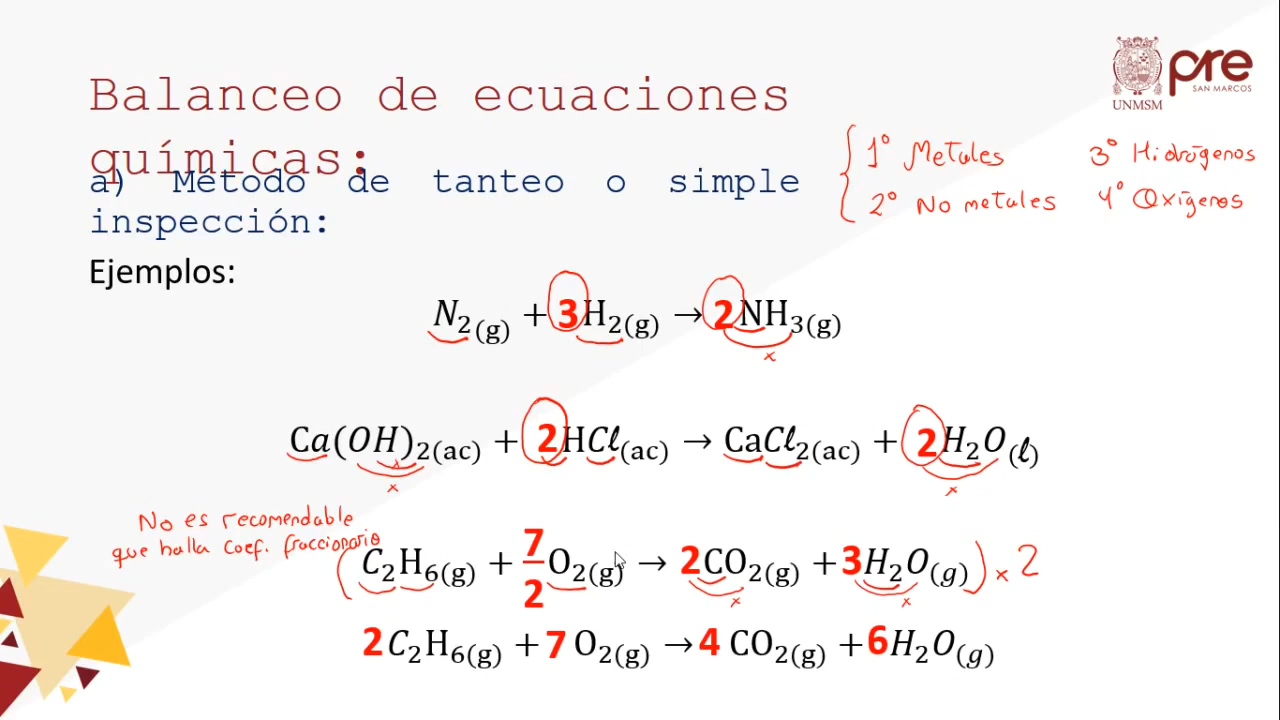 Balanceo de ecuaciones
químicas:
a) Método de tanteo o simple
inspección:
Ejemplos:
UNMSM
pre
SAN MARCOS
1° Metales 3° Hidrógenos
2° No metales 4° Oxígenos
N₂(g) + 3H₂(g) → 2NH₃(g)
x
Ca(OH)₂(ac) + 2HCℓ(ac) → CaCℓ₂(ac) + 2H₂O(ℓ)
x x
No es recomendable
que halla coef. fraccionario
(C₂H₆(g) + 7/2 O₂(g) → 2CO₂(g) + 3H₂O(g)) x 2
x x
2C₂H₆(g) + 7 O₂(g) → 4 CO₂(g) + 6H₂O(g)